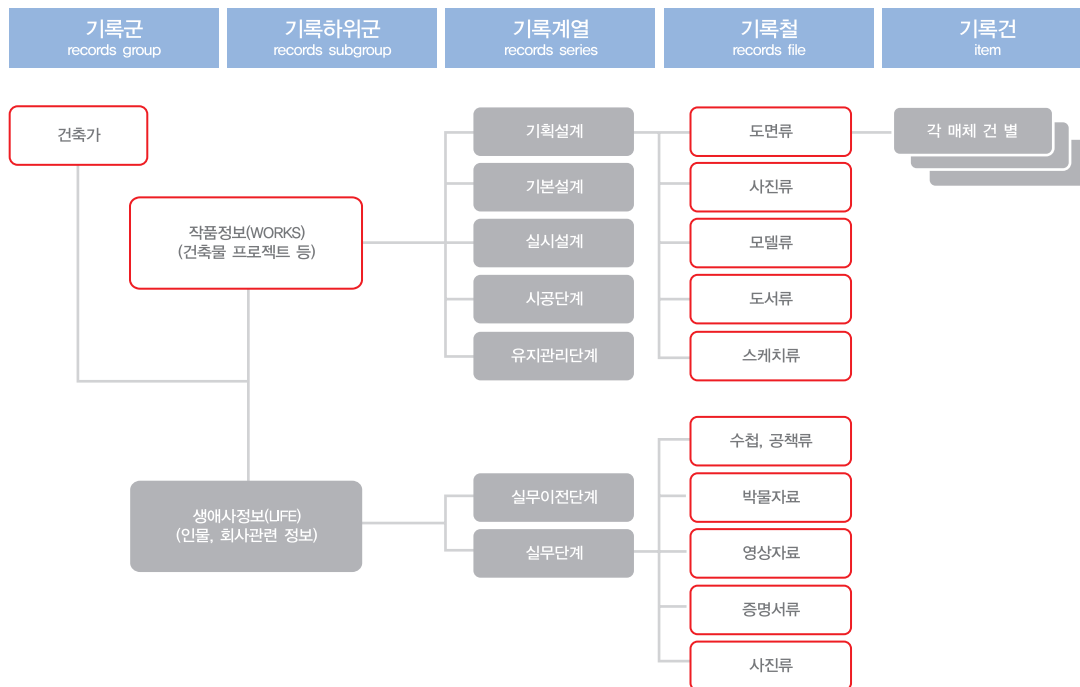 기록군
records group
기록하위군
records subgroup
기록계열
records series
기록철
records file
기록건
item
건축가
작품정보(WORKS)
(건축물 프로젝트 등)
기획설계
기본설계
실시설계
시공단계
유지관리단계
도면류
사진류
모델류
도서류
스케치류
각 매체 건 별
생애사정보(LIFE)
(인물, 회사관련 정보)
실무이전단계
실무단계
수첩, 공책류
박물자료
영상자료
증명서류
사진류